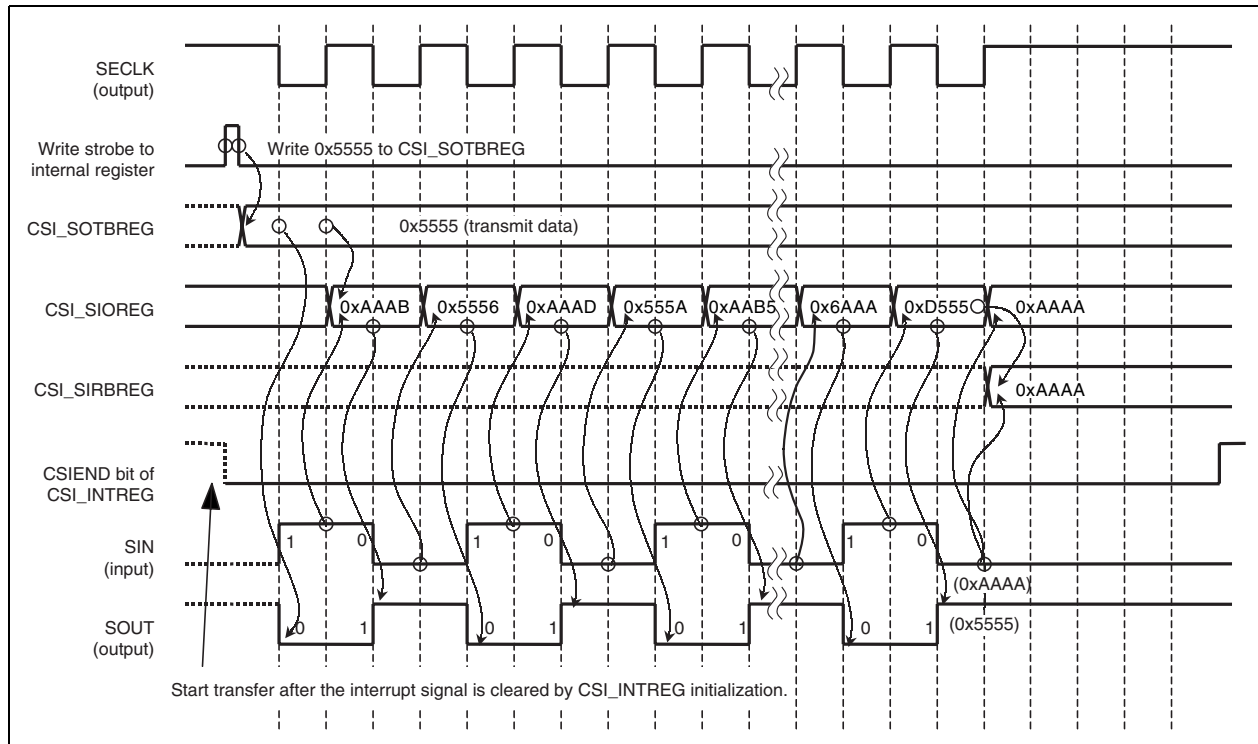 SECLK
(output)
Write strobe to
internal register
Write 0x5555 to CSI_SOTBREG
CSI_SOTBREG
0x5555 (transmit data)
CSI_SIOREG
0xAAAB 0x5556 0xAAAD 0x555A 0xAAB5 0x6AAA 0xD555 0xAAAA
CSI_SIRBREG
0xAAAA
CSIEND bit of
CSI_INTREG
SIN
(input)
1 0 1 0 1 0 1 0
(0xAAAA)
SOUT
(output)
0 1 0 1 0 1 0 1
(0x5555)
Start transfer after the interrupt signal is cleared by CSI_INTREG initialization.